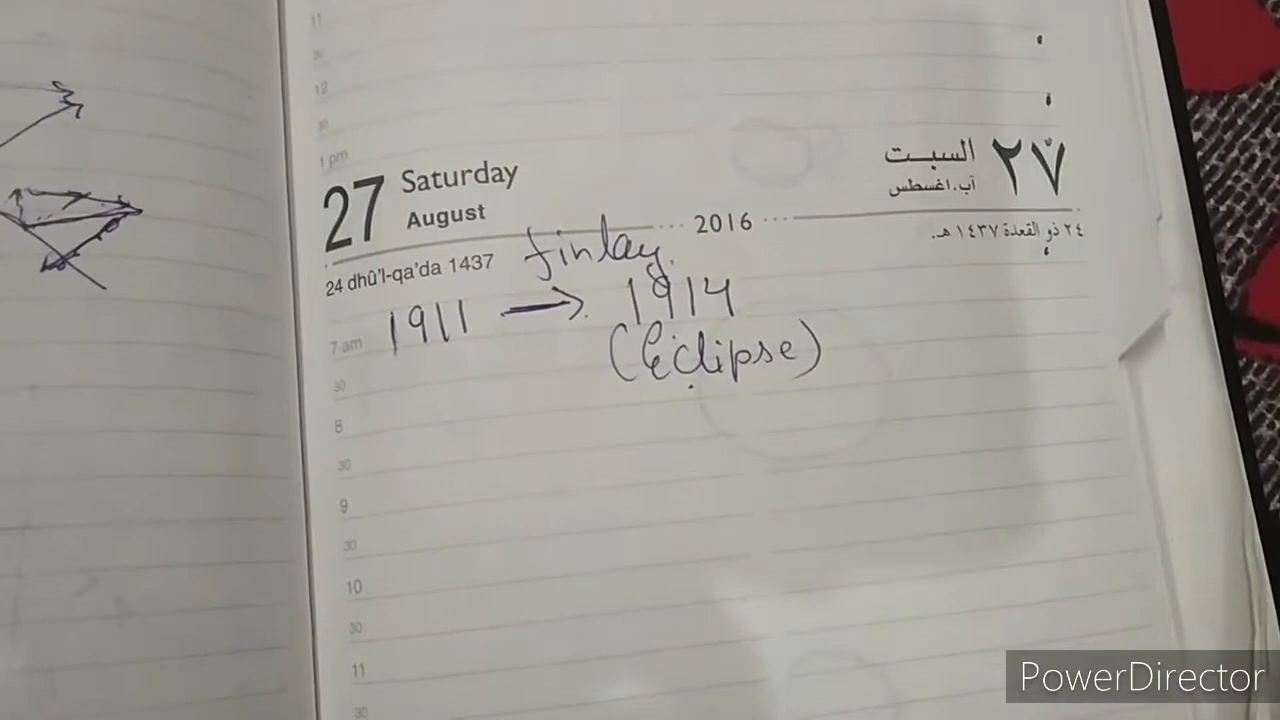 11
30
12
30
1 pm
27 Saturday
August
2016
السبت ٢٧
آب.اغسطس
24 dhû'l-qa'da 1437
٢٤ ذو القعدة ١٤٣٧ هـ.
finlay.
1911 → 1914
(Eclipse)
7 am
30
8
30
9
30
10
30
11
30
PowerDirector